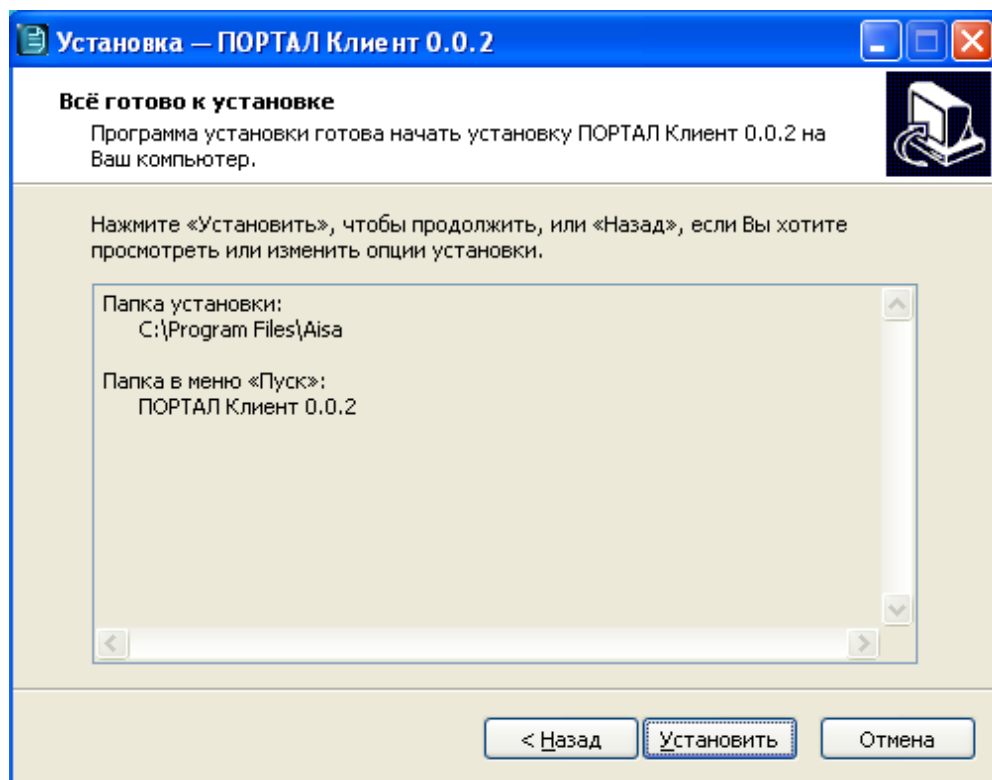 Установка — ПОРТАЛ Клиент 0.0.2
Всё готово к установке
Программа установки готова начать установку ПОРТАЛ Клиент 0.0.2 на
Ваш компьютер.
Нажмите «Установить», чтобы продолжить, или «Назад», если Вы хотите
просмотреть или изменить опции установки.
Папка установки:
C:\Program Files\Aisa
Папка в меню «Пуск»:
ПОРТАЛ Клиент 0.0.2
< Назад Установить Отмена